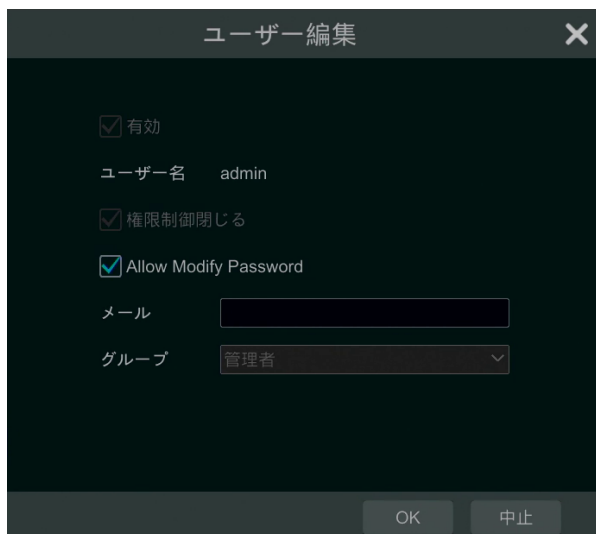 ユーザー編集
有効
ユーザー名 admin
権限制御閉じる
Allow Modify Password
メール
グループ 管理者
OK 中止